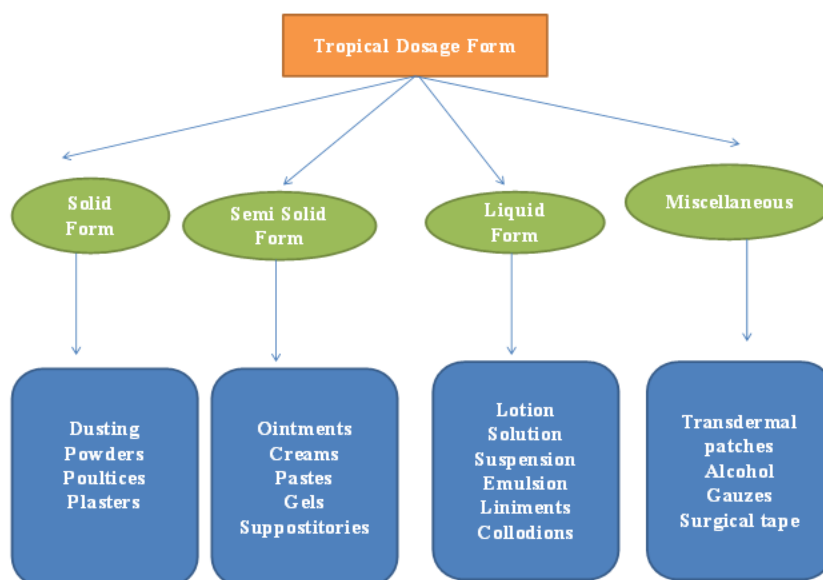 Tropical Dosage Form
Solid
Form
Semi Solid
Form
Liquid
Form
Miscellaneous
Dusting
Powders
Poultices
Plasters
Ointments
Creams
Pastes
Gels
Suppostitories
Lotion
Solution
Suspension
Emulsion
Liniments
Collodions
Transdermal
patches
Alcohol
Gauzes
Surgical tape